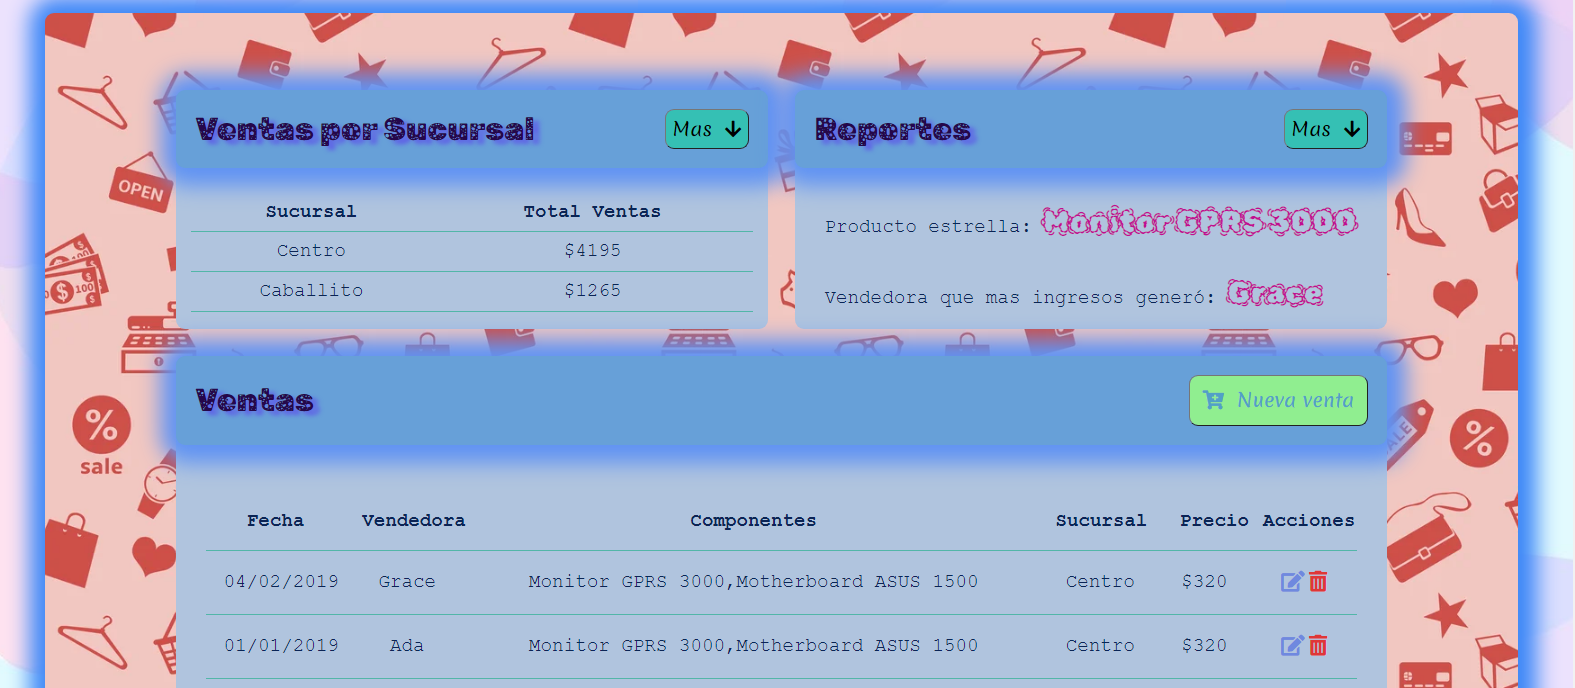 Ventas por Sucursal
Mas
Sucursal Total Ventas
Centro $4195
Caballito $1265
Reportes
Mas
Producto estrella: Monitor GPRS 3000
Vendedora que mas ingresos generó: Grace
Ventas
Nueva venta
Fecha Vendedora Componentes Sucursal Precio Acciones
04/02/2019 Grace Monitor GPRS 3000,Motherboard ASUS 1500 Centro $320
01/01/2019 Ada Monitor GPRS 3000,Motherboard ASUS 1500 Centro $320
OPEN
100
%
sale
ALE
%